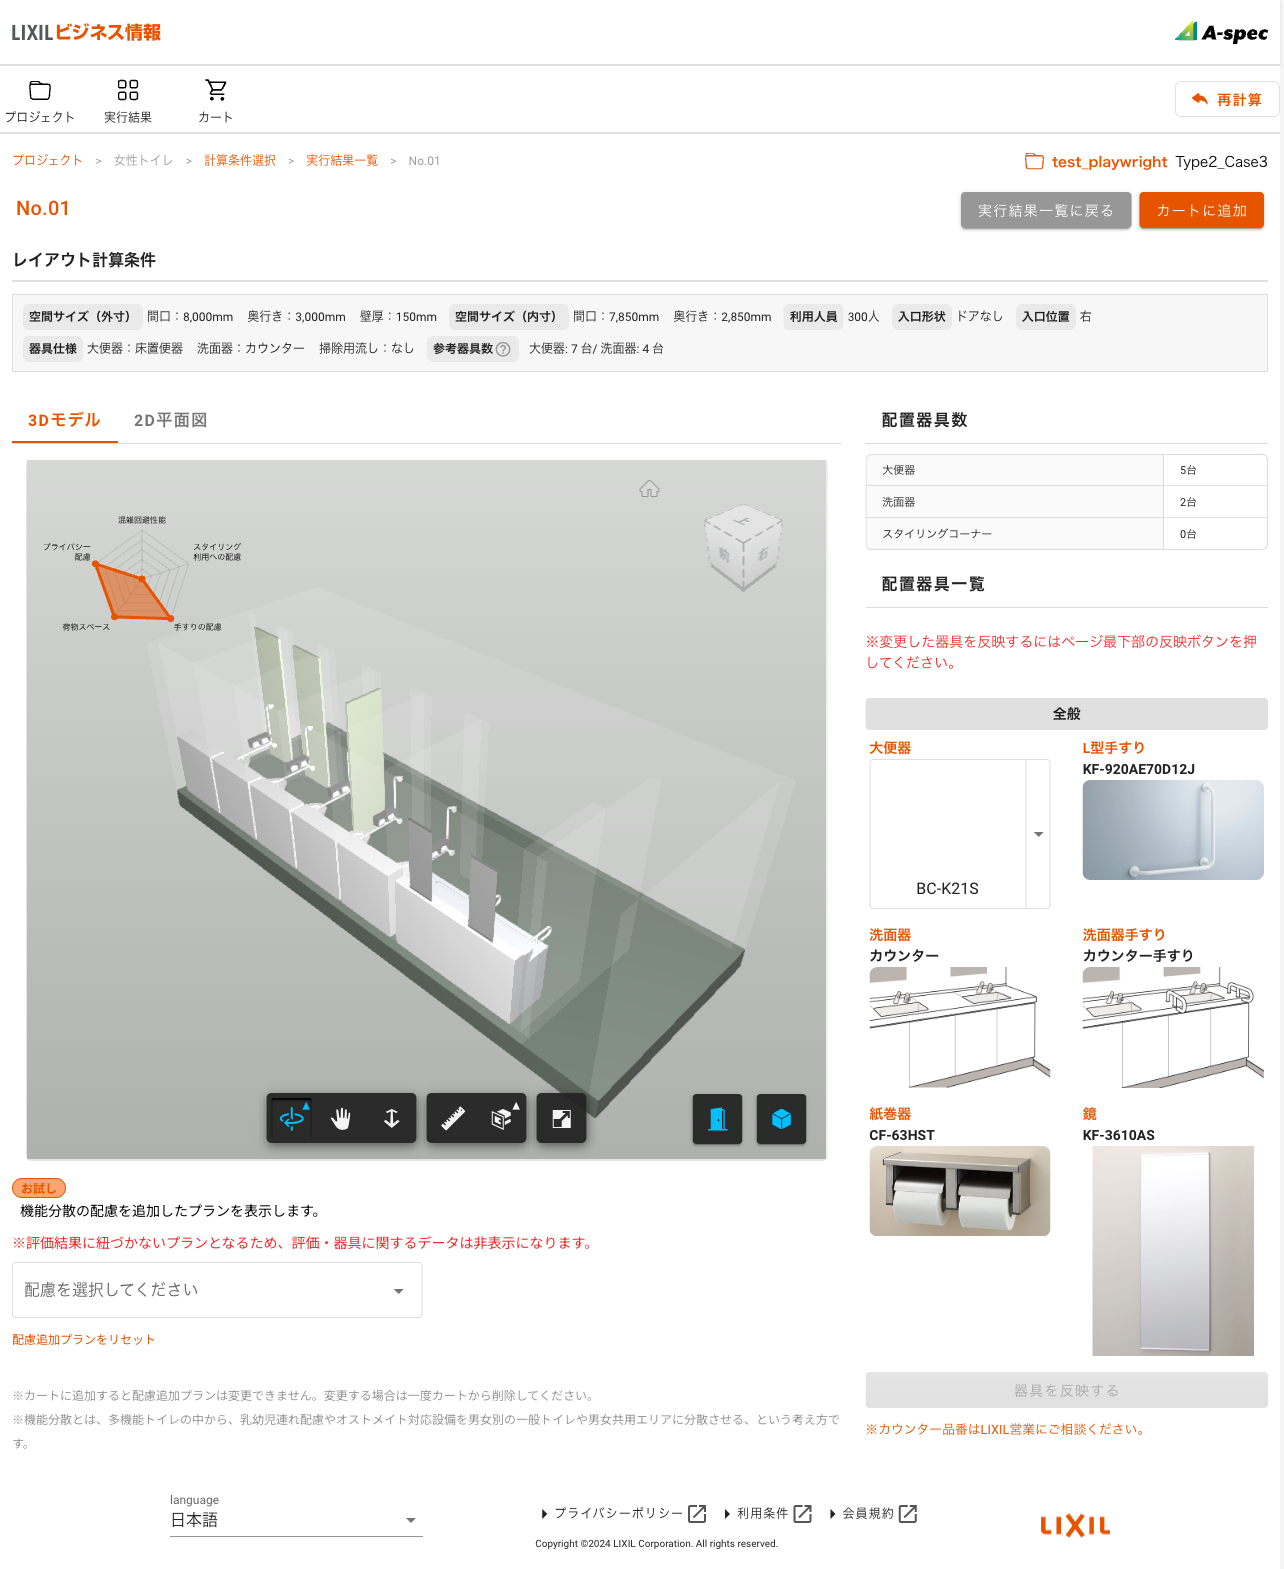 LIXILビジネス情報
A-spec
プロジェクト
実行結果
カート
再計算
プロジェクト > 女性トイレ > 計算条件選択 > 実行結果一覧 > No.01
test_playwright Type2_Case3
No.01
実行結果一覧に戻る
カートに追加
レイアウト計算条件
空間サイズ（外寸） 間口：8,000mm 奥行き：3,000mm 壁厚：150mm 空間サイズ（内寸） 間口：7,850mm 奥行き：2,850mm 利用人員 300人 入口形状 ドアなし 入口位置 右
器具仕様 大便器：床置便器 洗面器：カウンター 掃除用流し：なし 参考器具数 ? 大便器: 7 台/ 洗面器: 4 台
3Dモデル
2D平面図
混雑回避性能
プライバシー
配慮
スタイリング
利用への配慮
荷物スペース
手すりの配慮
上
前
右
お試し
機能分散の配慮を追加したプランを表示します。
※評価結果に紐づかないプランとなるため、評価・器具に関するデータは非表示になります。
配慮を選択してください
配慮追加プランをリセット
※カートに追加すると配慮追加プランは変更できません。変更する場合は一度カートから削除してください。
※機能分散とは、多機能トイレの中から、乳幼児連れ配慮やオストメイト対応設備を男女別の一般トイレや男女共用エリアに分散させる、という考え方で
す。
配置器具数
大便器 5台
洗面器 2台
スタイリングコーナー 0台
配置器具一覧
※変更した器具を反映するにはページ最下部の反映ボタンを押
してください。
全般
大便器
BC-K21S
L型手すり
KF-920AE70D12J
洗面器
カウンター
洗面器手すり
カウンター手すり
紙巻器
CF-63HST
鏡
KF-3610AS
器具を反映する
※カウンター品番はLIXIL営業にご相談ください。
language
日本語
プライバシーポリシー
利用条件
会員規約
Copyright ©2024 LIXIL Corporation. All rights reserved.
LIXIL